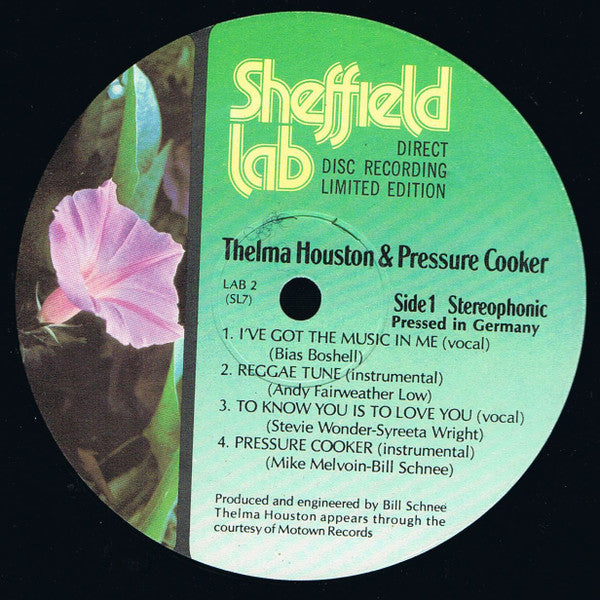 Sheffield
lab
DIRECT
DISC RECORDING
LIMITED EDITION
Thelma Houston & Pressure Cooker
LAB 2
(SL7)
Side 1 Stereophonic
Pressed in Germany
1. I'VE GOT THE MUSIC IN ME (vocal)
(Bias Boshell)
2. REGGAE TUNE (instrumental)
(Andy Fairweather Low)
3. TO KNOW YOU IS TO LOVE YOU (vocal)
(Stevie Wonder-Syreeta Wright)
4. PRESSURE COOKER (instrumental)
(Mike Melvoin-Bill Schnee)
Produced and engineered by Bill Schnee
Thelma Houston appears through the
courtesy of Motown Records